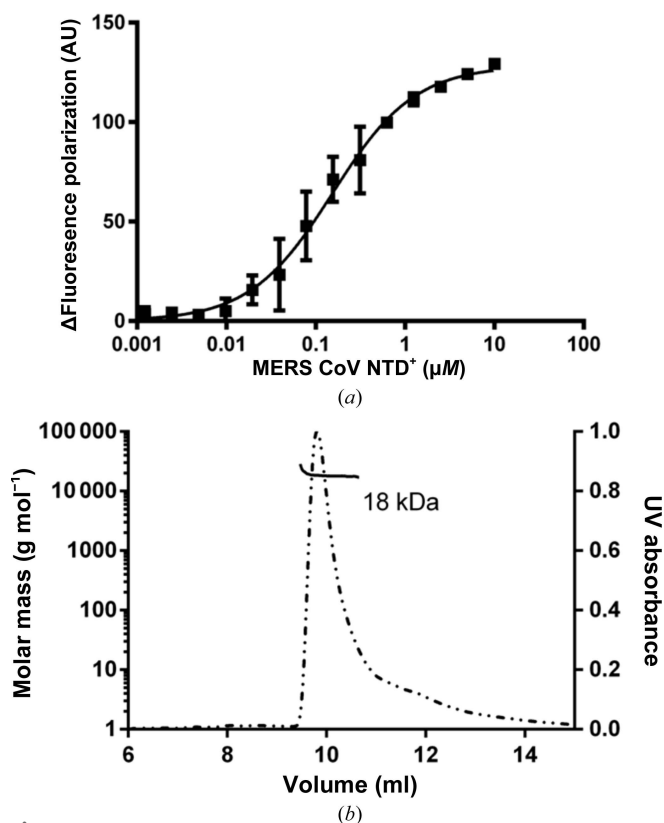 ΔFluoresence polarization (AU)
150
100
50
0
0.001 0.01 0.1 1 10 100
MERS CoV NTD⁺ (µM)
(a)
Molar mass (g mol⁻¹)
100 000
10 000
1000
100
10
1
18 kDa
1.0
0.8
0.6
0.4
0.2
0.0
UV absorbance
6 8 10 12 14
Volume (ml)
(b)